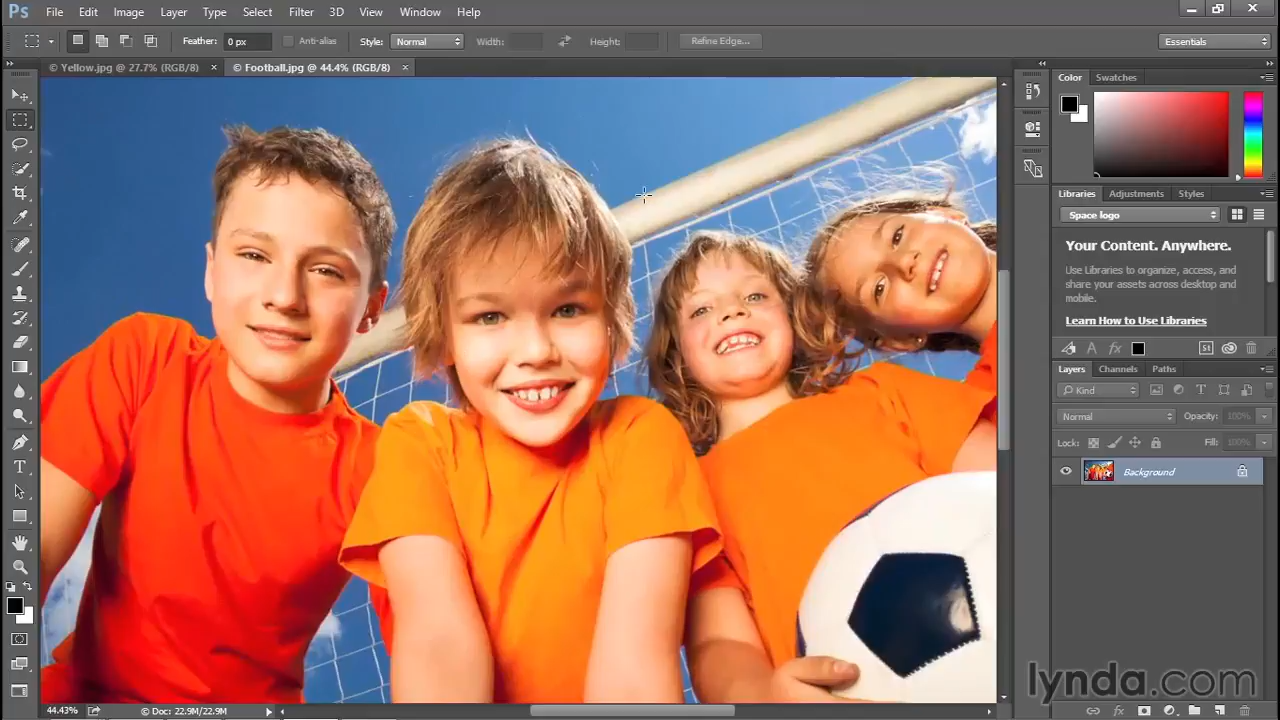 Ps File Edit Image Layer Type Select Filter 3D View Window Help
Feather: 0 px Anti-alias Style: Normal Width: Height: Refine Edge... Essentials
© Yellow.jpg @ 27.7% (RGB/8) × © Football.jpg @ 44.4% (RGB/8) ×
Color Swatches
Libraries Adjustments Styles
Space logo
Your Content. Anywhere.
Use Libraries to organize, access, and
share your assets across desktop and
mobile.
Learn How to Use Libraries
A fx St
Layers Channels Paths
Kind T
Normal Opacity: 100%
Lock: Fill: 100%
Background
T
lynda.com
44.43% © Doc: 22.9M/22.9M fx